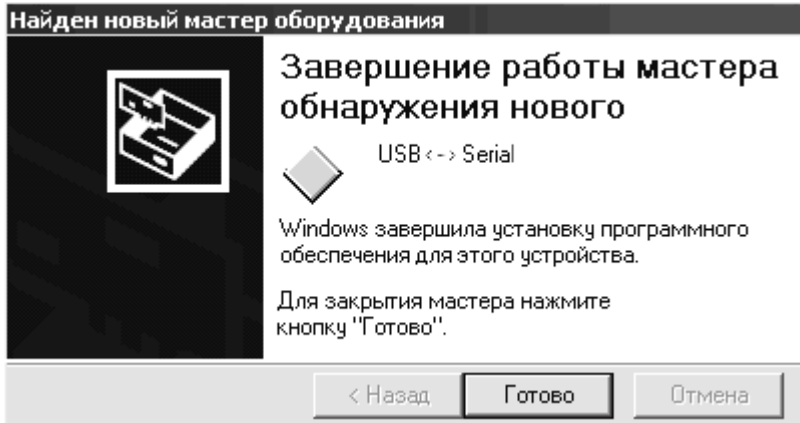 Найден новый мастер оборудования
Завершение работы мастера
обнаружения нового
USB <-> Serial
Windows завершила установку программного
обеспечения для этого устройства.
Для закрытия мастера нажмите
кнопку "Готово".
< Назад
Готово
Отмена